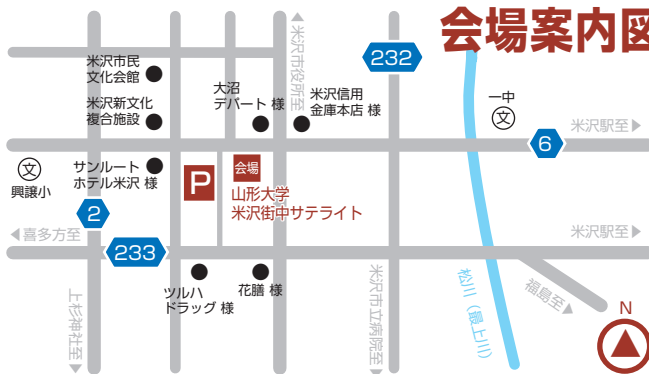 会場案内図
米沢市役所至
232
米沢市民
文化会館
大沼
デパート 様
米沢信用
金庫本店 様
米沢新文化
複合施設
一中
文
米沢駅至
6
文
興譲小
サンルート
ホテル米沢 様
P
会場
山形大学
米沢街中サテライト
2
喜多方至
233
米沢駅至
ツルハ
ドラッグ 様
花膳 様
上杉神社至
米沢市立病院至
松川（最上川）
福島至
N